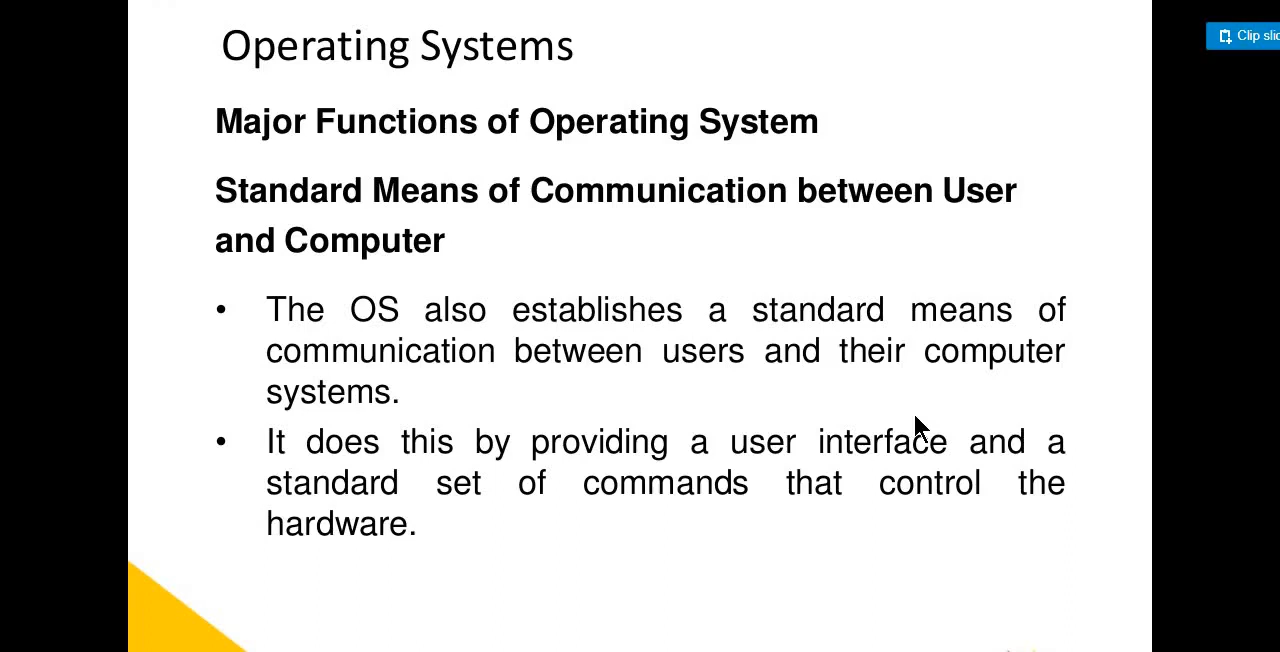 Operating Systems
Clip slic
Major Functions of Operating System
Standard Means of Communication between User
and Computer
• The OS also establishes a standard means of
communication between users and their computer
systems.
• It does this by providing a user interface and a
standard set of commands that control the
hardware.